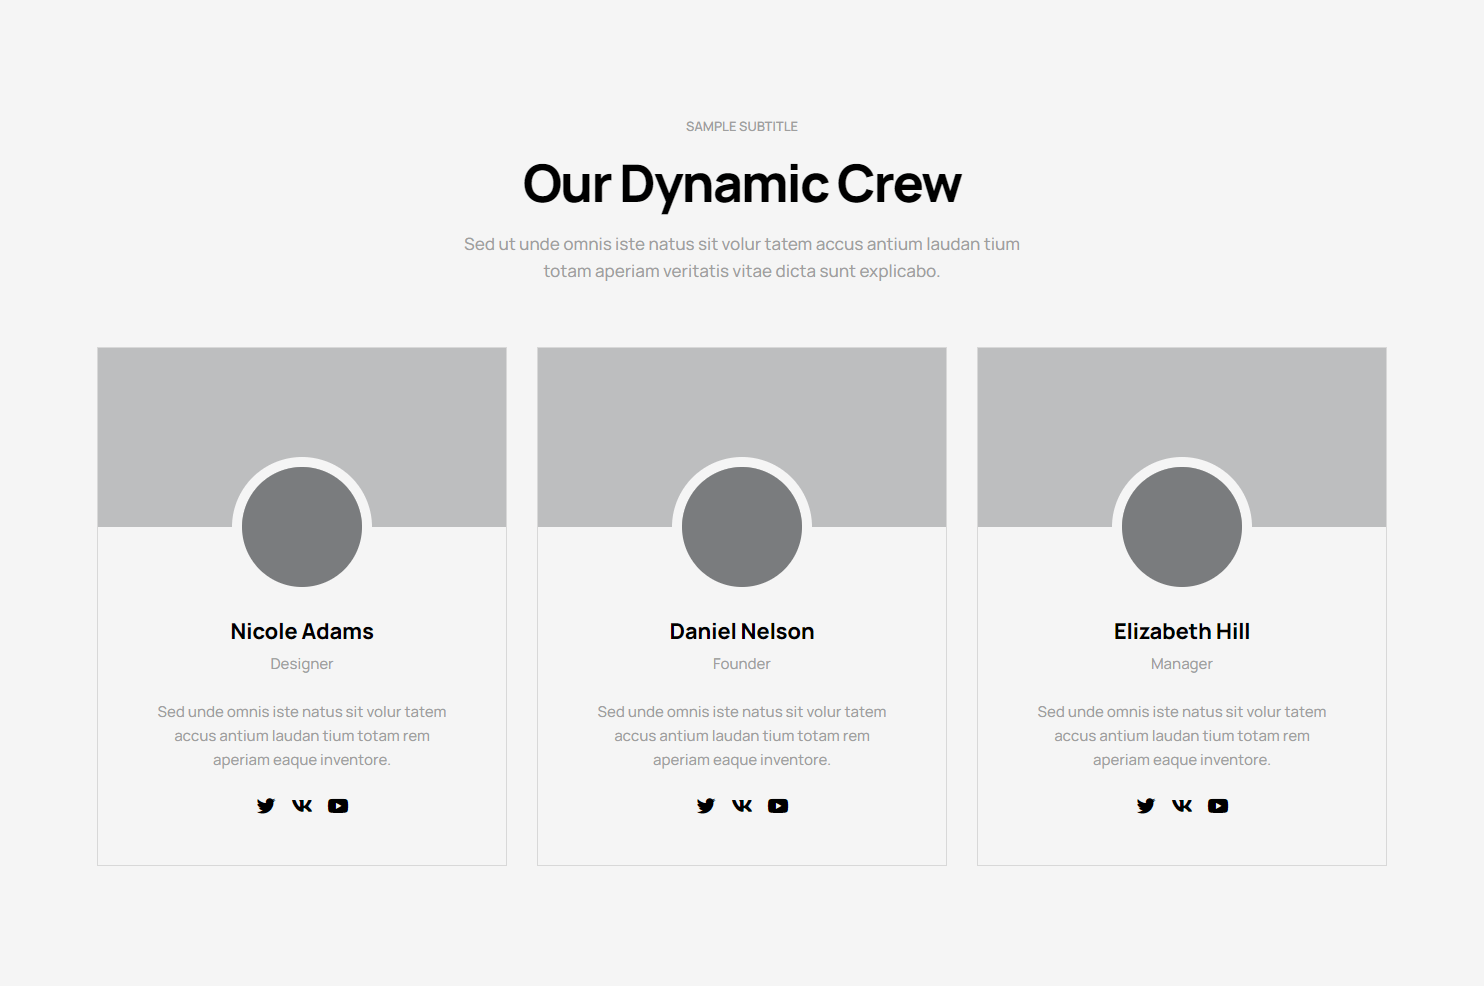 SAMPLE SUBTITLE
Our Dynamic Crew
Sed ut unde omnis iste natus sit volur tatem accus antium laudan tium
totam aperiam veritatis vitae dicta sunt explicabo.
Nicole Adams
Designer
Sed unde omnis iste natus sit volur tatem
accus antium laudan tium totam rem
aperiam eaque inventore.
Daniel Nelson
Founder
Sed unde omnis iste natus sit volur tatem
accus antium laudan tium totam rem
aperiam eaque inventore.
Elizabeth Hill
Manager
Sed unde omnis iste natus sit volur tatem
accus antium laudan tium totam rem
aperiam eaque inventore.